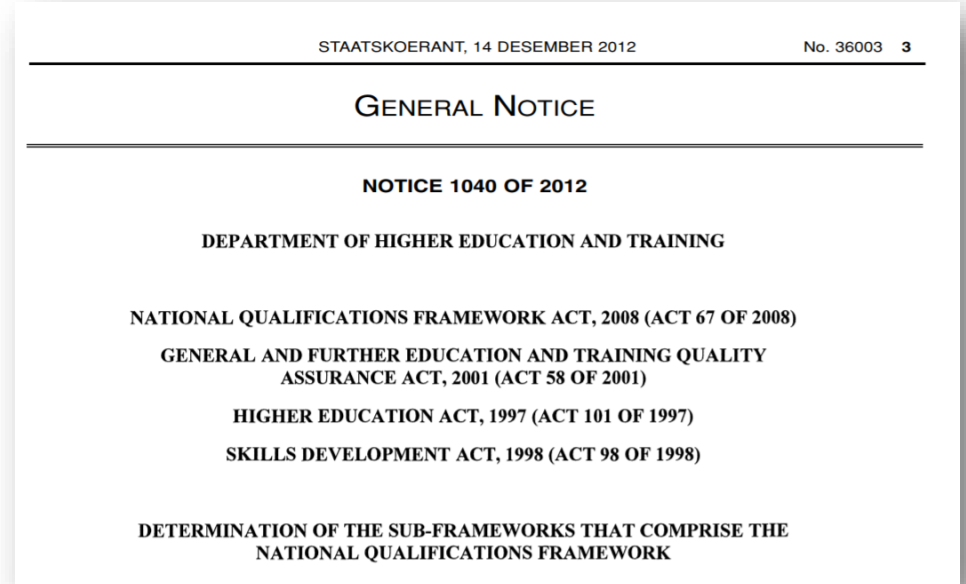 STAATSKOERANT, 14 DESEMBER 2012 No. 36003 3
GENERAL NOTICE
NOTICE 1040 OF 2012
DEPARTMENT OF HIGHER EDUCATION AND TRAINING
NATIONAL QUALIFICATIONS FRAMEWORK ACT, 2008 (ACT 67 OF 2008)
GENERAL AND FURTHER EDUCATION AND TRAINING QUALITY
ASSURANCE ACT, 2001 (ACT 58 OF 2001)
HIGHER EDUCATION ACT, 1997 (ACT 101 OF 1997)
SKILLS DEVELOPMENT ACT, 1998 (ACT 98 OF 1998)
DETERMINATION OF THE SUB-FRAMEWORKS THAT COMPRISE THE
NATIONAL QUALIFICATIONS FRAMEWORK